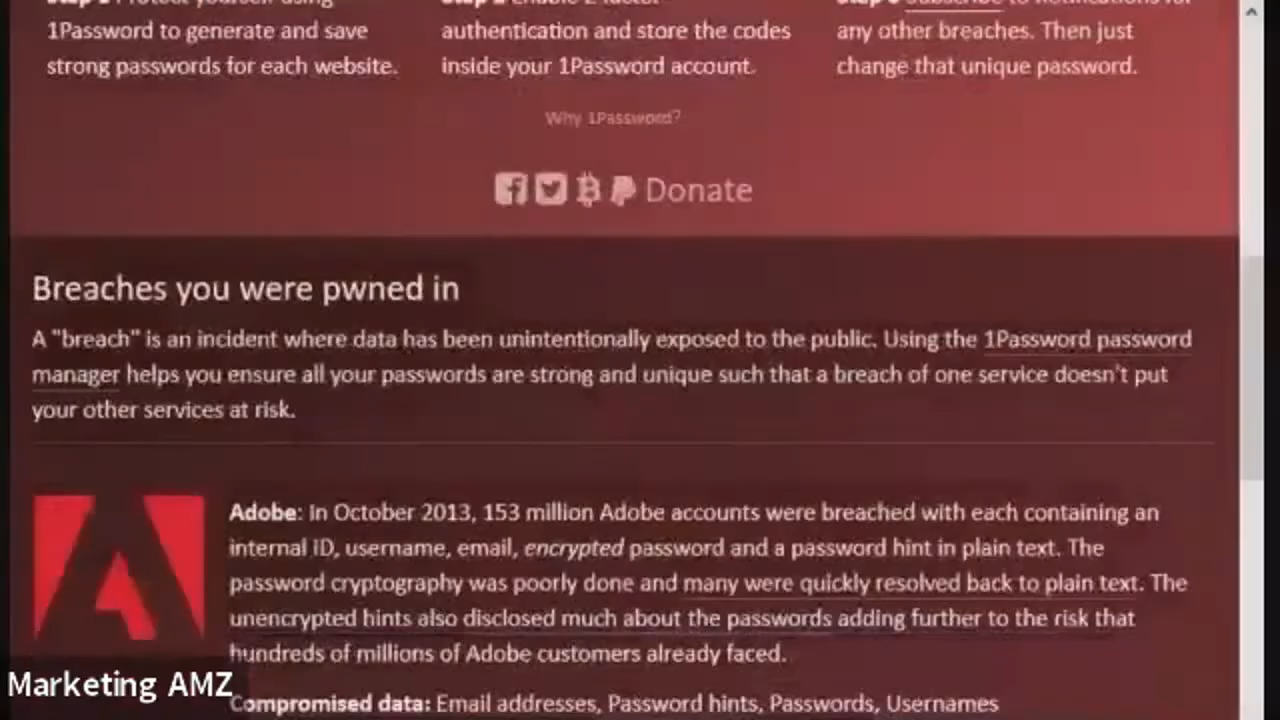 1Password to generate and save
strong passwords for each website.
authentication and store the codes
inside your 1Password account.
any other breaches. Then just
change that unique password.
Why 1Password?
Donate
Breaches you were pwned in
A "breach" is an incident where data has been unintentionally exposed to the public. Using the 1Password password
manager helps you ensure all your passwords are strong and unique such that a breach of one service doesn't put
your other services at risk.
Adobe: In October 2013, 153 million Adobe accounts were breached with each containing an
internal ID, username, email, encrypted password and a password hint in plain text. The
password cryptography was poorly done and many were quickly resolved back to plain text. The
unencrypted hints also disclosed much about the passwords adding further to the risk that
hundreds of millions of Adobe customers already faced.
Compromised data: Email addresses, Password hints, Passwords, Usernames
Marketing AMZ